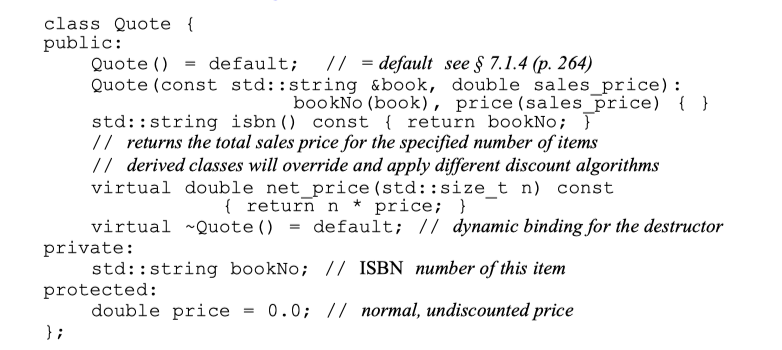 class Quote {
public:
    Quote() = default;  // = default see § 7.1.4 (p. 264)
    Quote(const std::string &book, double sales_price):
                     bookNo(book), price(sales_price) { }
    std::string isbn() const { return bookNo; }
    // returns the total sales price for the specified number of items
    // derived classes will override and apply different discount algorithms
    virtual double net_price(std::size_t n) const
               { return n * price; }
    virtual ~Quote() = default; // dynamic binding for the destructor
private:
    std::string bookNo; // ISBN number of this item
protected:
    double price = 0.0; // normal, undiscounted price
};